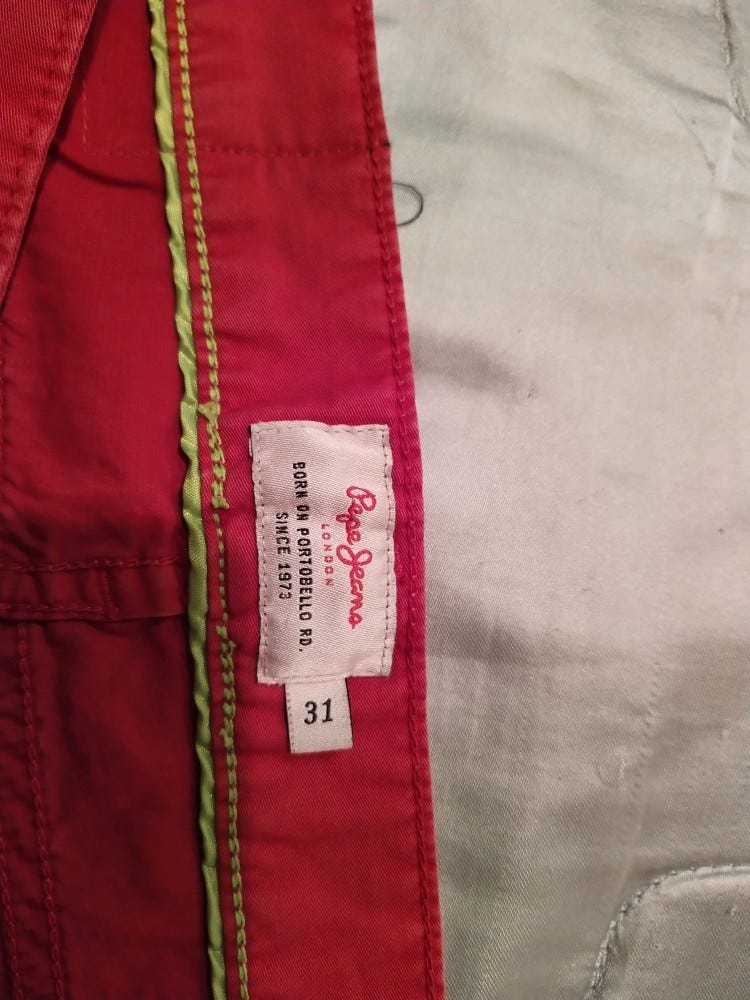 Pepe Jeans
LONDON
BORN ON PORTOBELLO RD.
SINCE 1973
31